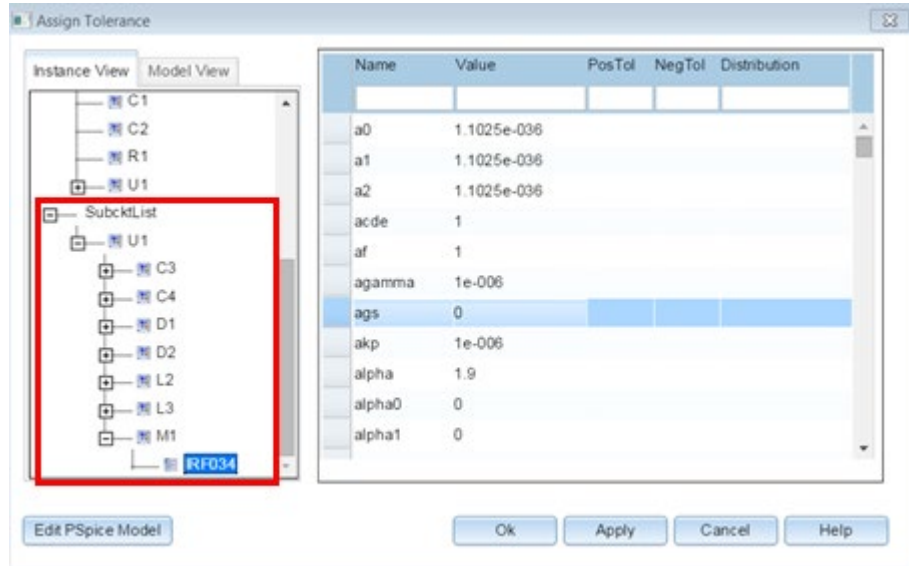 Assign Tolerance
Instance View Model View
C1
C2
R1
U1
SubcktList
U1
C3
C4
D1
D2
L2
L3
M1
IRF034
Name Value PosTol NegTol Distribution
a0 1.1025e-036
a1 1.1025e-036
a2 1.1025e-036
acde 1
af 1
agamma 1e-006
ags 0
akp 1e-006
alpha 1.9
alpha0 0
alpha1 0
Edit PSpice Model Ok Apply Cancel Help